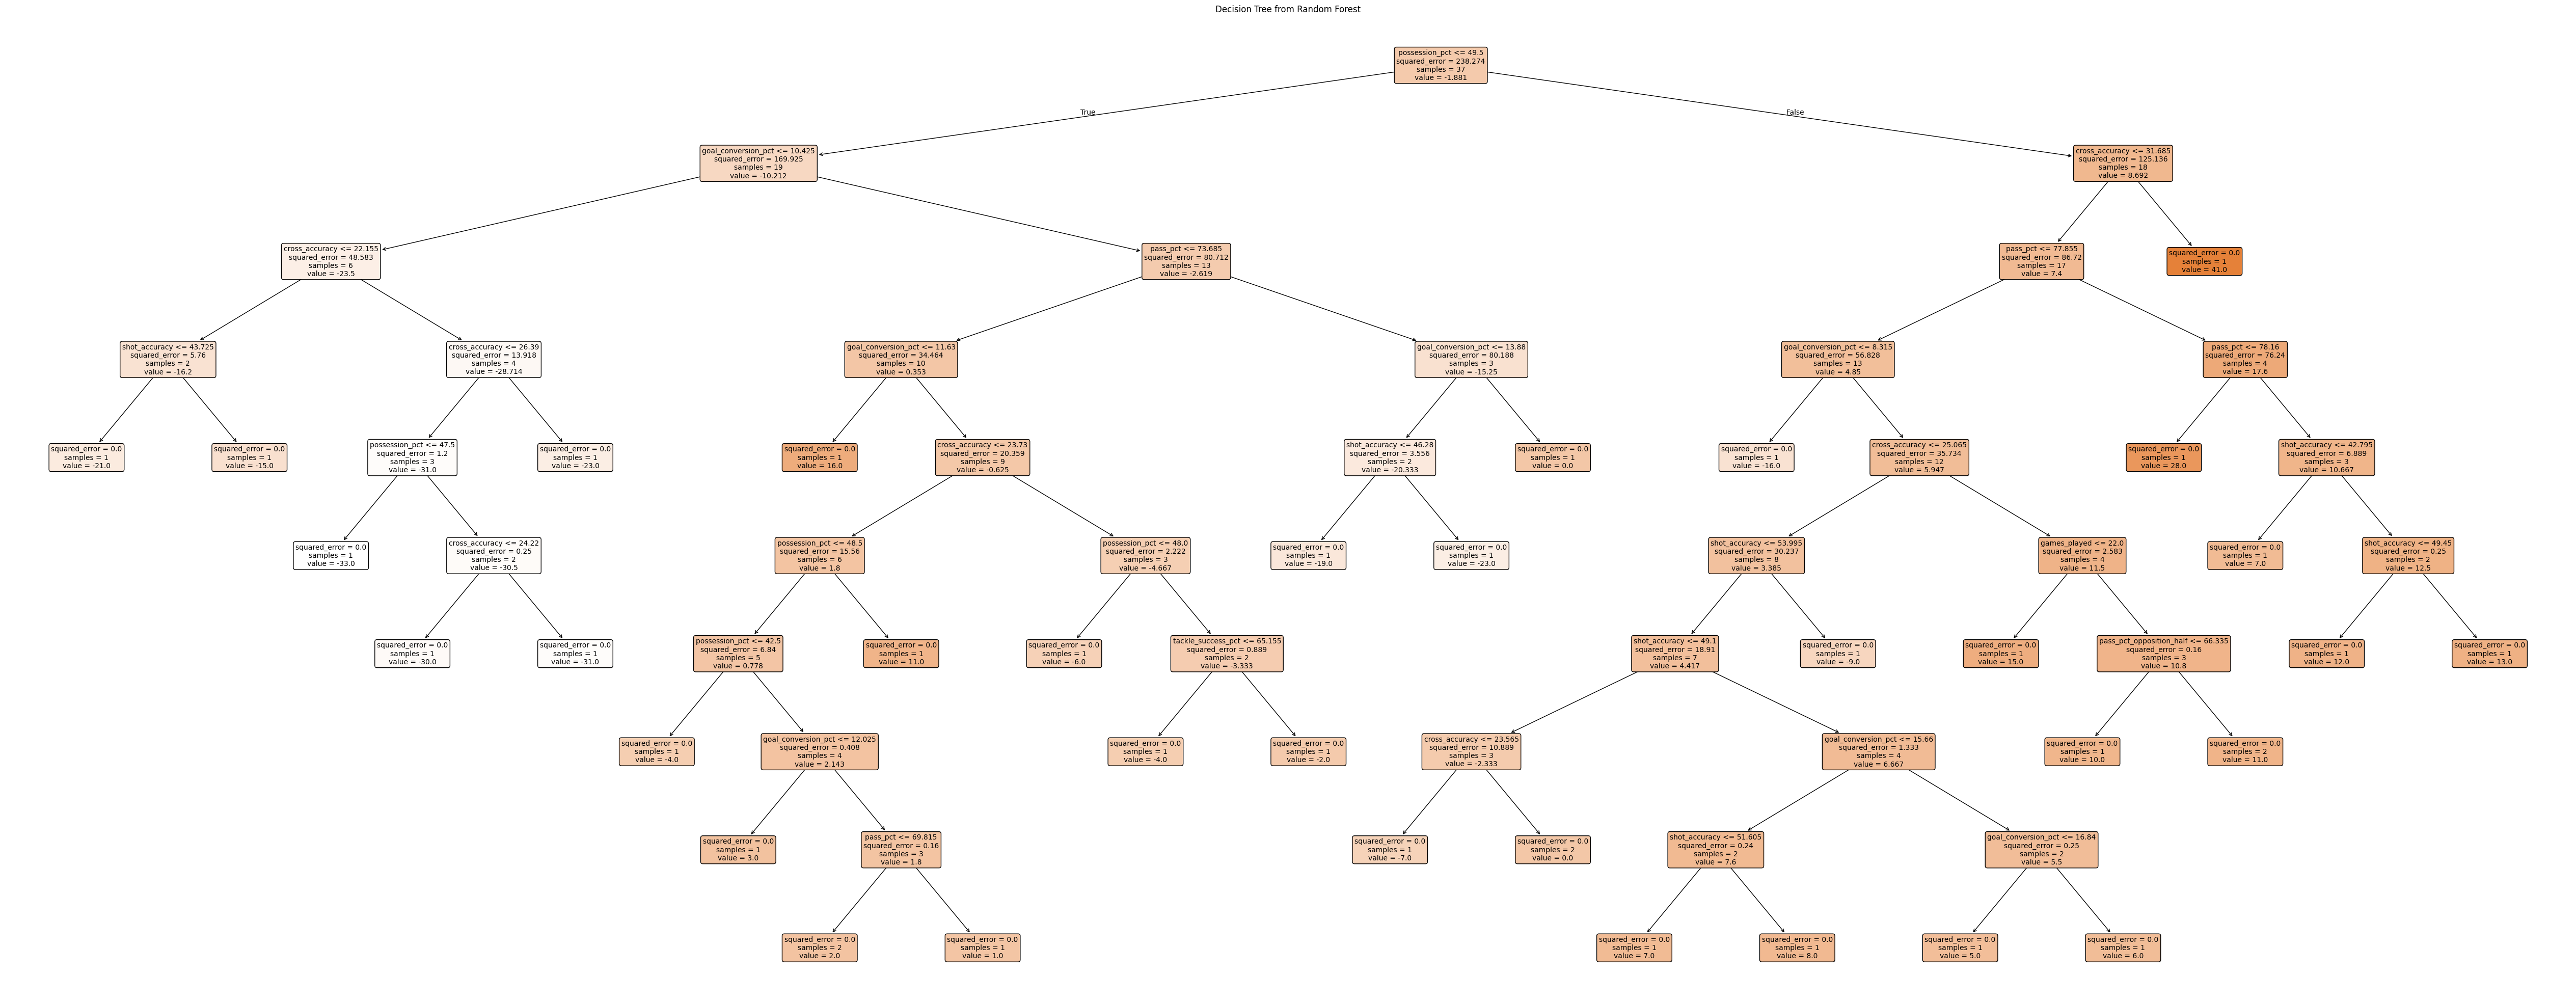 Decision Tree from Random Forest
possession_pct <= 49.5
squared_error = 238.274
samples = 37
value = -1.881
True
False
goal_conversion_pct <= 10.425
squared_error = 169.925
samples = 19
value = -10.212
cross_accuracy <= 31.685
squared_error = 125.136
samples = 18
value = 8.692
cross_accuracy <= 22.155
squared_error = 48.583
samples = 6
value = -23.5
pass_pct <= 73.685
squared_error = 80.712
samples = 13
value = -2.619
pass_pct <= 77.855
squared_error = 86.72
samples = 17
value = 7.4
squared_error = 0.0
samples = 1
value = 41.0
shot_accuracy <= 43.725
squared_error = 5.76
samples = 2
value = -16.2
cross_accuracy <= 26.39
squared_error = 13.918
samples = 4
value = -28.714
goal_conversion_pct <= 11.63
squared_error = 34.464
samples = 10
value = 0.353
goal_conversion_pct <= 13.88
squared_error = 80.188
samples = 3
value = -15.25
goal_conversion_pct <= 8.315
squared_error = 56.828
samples = 13
value = 4.85
pass_pct <= 78.16
squared_error = 76.24
samples = 4
value = 17.6
squared_error = 0.0
samples = 1
value = -21.0
squared_error = 0.0
samples = 1
value = -15.0
possession_pct <= 47.5
squared_error = 1.2
samples = 3
value = -31.0
squared_error = 0.0
samples = 1
value = -23.0
squared_error = 0.0
samples = 1
value = 16.0
cross_accuracy <= 23.73
squared_error = 20.359
samples = 9
value = -0.625
shot_accuracy <= 46.28
squared_error = 3.556
samples = 2
value = -20.333
squared_error = 0.0
samples = 1
value = 0.0
squared_error = 0.0
samples = 1
value = -16.0
cross_accuracy <= 25.065
squared_error = 35.734
samples = 12
value = 5.947
squared_error = 0.0
samples = 1
value = 28.0
shot_accuracy <= 42.795
squared_error = 6.889
samples = 3
value = 10.667
squared_error = 0.0
samples = 1
value = -33.0
cross_accuracy <= 24.22
squared_error = 0.25
samples = 2
value = -30.5
possession_pct <= 48.5
squared_error = 15.56
samples = 6
value = 1.8
possession_pct <= 48.0
squared_error = 2.222
samples = 3
value = -4.667
squared_error = 0.0
samples = 1
value = -19.0
squared_error = 0.0
samples = 1
value = -23.0
shot_accuracy <= 53.995
squared_error = 30.237
samples = 8
value = 3.385
games_played <= 22.0
squared_error = 2.583
samples = 4
value = 11.5
squared_error = 0.0
samples = 1
value = 7.0
shot_accuracy <= 49.45
squared_error = 0.25
samples = 2
value = 12.5
squared_error = 0.0
samples = 1
value = -30.0
squared_error = 0.0
samples = 1
value = -31.0
possession_pct <= 42.5
squared_error = 6.84
samples = 5
value = 0.778
squared_error = 0.0
samples = 1
value = 11.0
squared_error = 0.0
samples = 1
value = -6.0
tackle_success_pct <= 65.155
squared_error = 0.889
samples = 2
value = -3.333
shot_accuracy <= 49.1
squared_error = 18.91
samples = 7
value = 4.417
squared_error = 0.0
samples = 1
value = -9.0
squared_error = 0.0
samples = 1
value = 15.0
pass_pct_opposition_half <= 66.335
squared_error = 0.16
samples = 3
value = 10.8
squared_error = 0.0
samples = 1
value = 12.0
squared_error = 0.0
samples = 1
value = 13.0
squared_error = 0.0
samples = 1
value = -4.0
goal_conversion_pct <= 12.025
squared_error = 0.408
samples = 4
value = 2.143
squared_error = 0.0
samples = 1
value = -4.0
squared_error = 0.0
samples = 1
value = -2.0
cross_accuracy <= 23.565
squared_error = 10.889
samples = 3
value = -2.333
goal_conversion_pct <= 15.66
squared_error = 1.333
samples = 4
value = 6.667
squared_error = 0.0
samples = 1
value = 10.0
squared_error = 0.0
samples = 2
value = 11.0
squared_error = 0.0
samples = 1
value = 3.0
pass_pct <= 69.815
squared_error = 0.16
samples = 3
value = 1.8
squared_error = 0.0
samples = 1
value = -7.0
squared_error = 0.0
samples = 2
value = 0.0
shot_accuracy <= 51.605
squared_error = 0.24
samples = 2
value = 7.6
goal_conversion_pct <= 16.84
squared_error = 0.25
samples = 2
value = 5.5
squared_error = 0.0
samples = 2
value = 2.0
squared_error = 0.0
samples = 1
value = 1.0
squared_error = 0.0
samples = 1
value = 7.0
squared_error = 0.0
samples = 1
value = 8.0
squared_error = 0.0
samples = 1
value = 5.0
squared_error = 0.0
samples = 1
value = 6.0